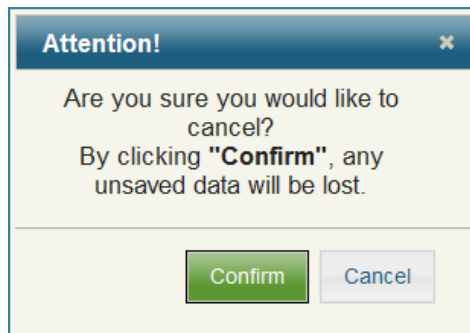 Attention!
Are you sure you would like to
cancel?
By clicking "Confirm", any
unsaved data will be lost.
Confirm
Cancel